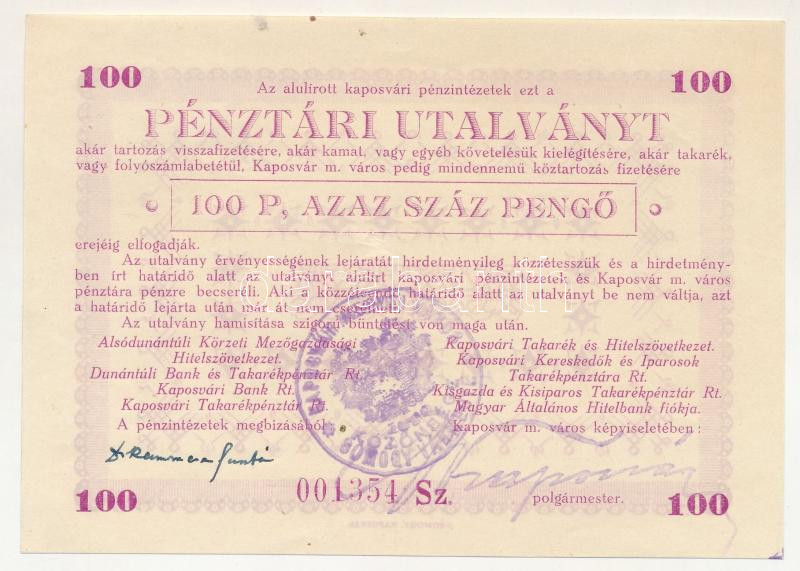 100 100
Az alulírott kaposvári pénzintézetek ezt a
PÉNZTÁRI UTALVÁNYT
akár tartozás visszafizetésére, akár kamat, vagy egyéb követelésük kielégítésére, akár takarék,
vagy folyószámlabetétül, Kaposvár m. város pedig mindennemű köztartozás fizetésére
100 P, AZAZ SZÁZ PENGŐ
erejéig elfogadják.
Az utalvány érvényességének lejáratát hirdetményileg közzétesszük és a hirdetmény-
ben írt határidő alatt az utalványt alulírt kaposvári pénzintézetek és Kaposvár m. város
pénztára pénzre becseréli. Aki a közzéteendő határidő alatt az utalványt be nem váltja, azt
a határidő lejárta után már át nem cserélheti.
Az utalvány hamisítása szigorú büntetést von maga után.
Alsódunántúli Körzeti Mezőgazdasági
Hitelszövetkezet.
Dunántúli Bank és Takarékpénztár Rt.
Kaposvári Bank Rt.
Kaposvári Takarékpénztár Rt.
Kaposvári Takarék és Hitelszövetkezet.
Kaposvári Kereskedők és Iparosok
Takarékpénztára Rt.
Kisgazda és Kisiparos Takarékpénztár Rt.
Magyar Általános Hitelbank fiókja.
A pénzintézetek megbízásából: Kaposvár m. város képviseletében:
001354 Sz.
polgármester.
100 100
darabanth